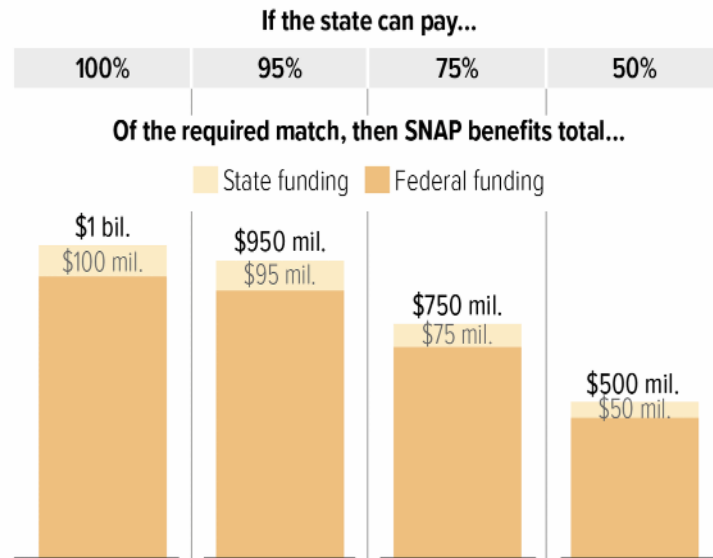 If the state can pay...
100% 95% 75% 50%
Of the required match, then SNAP benefits total...
State funding Federal funding
$1 bil.
$100 mil.
$950 mil.
$95 mil.
$750 mil.
$75 mil.
$500 mil.
$50 mil.